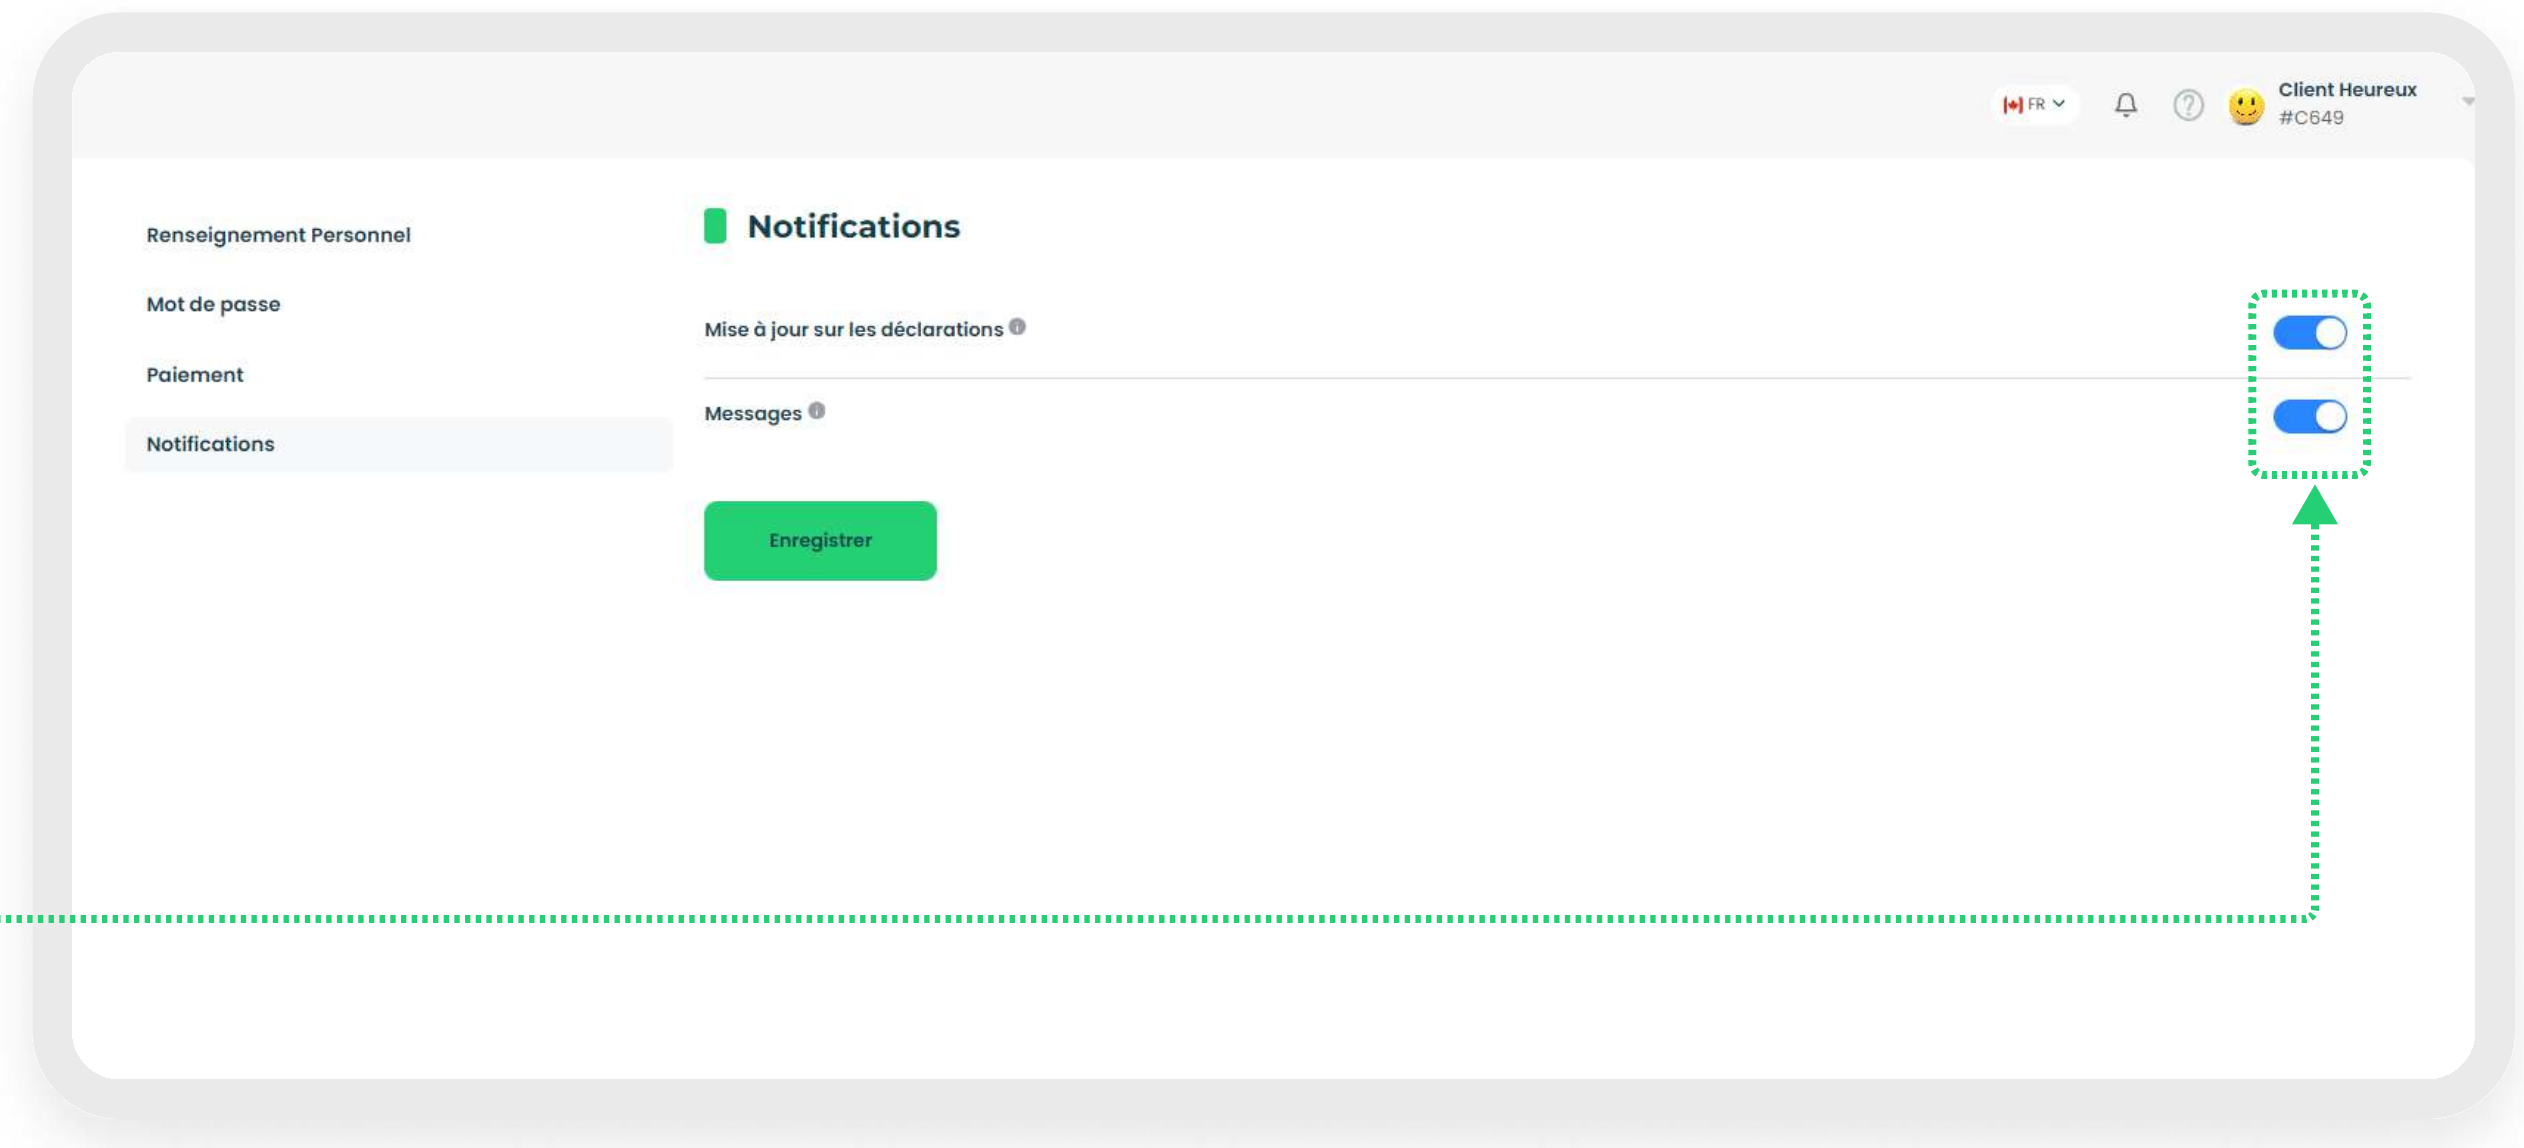 FR
Client Heureux
#C649
Renseignement Personnel
Mot de passe
Paiement
Notifications
Notifications
Mise à jour sur les déclarations
Messages
Enregistrer